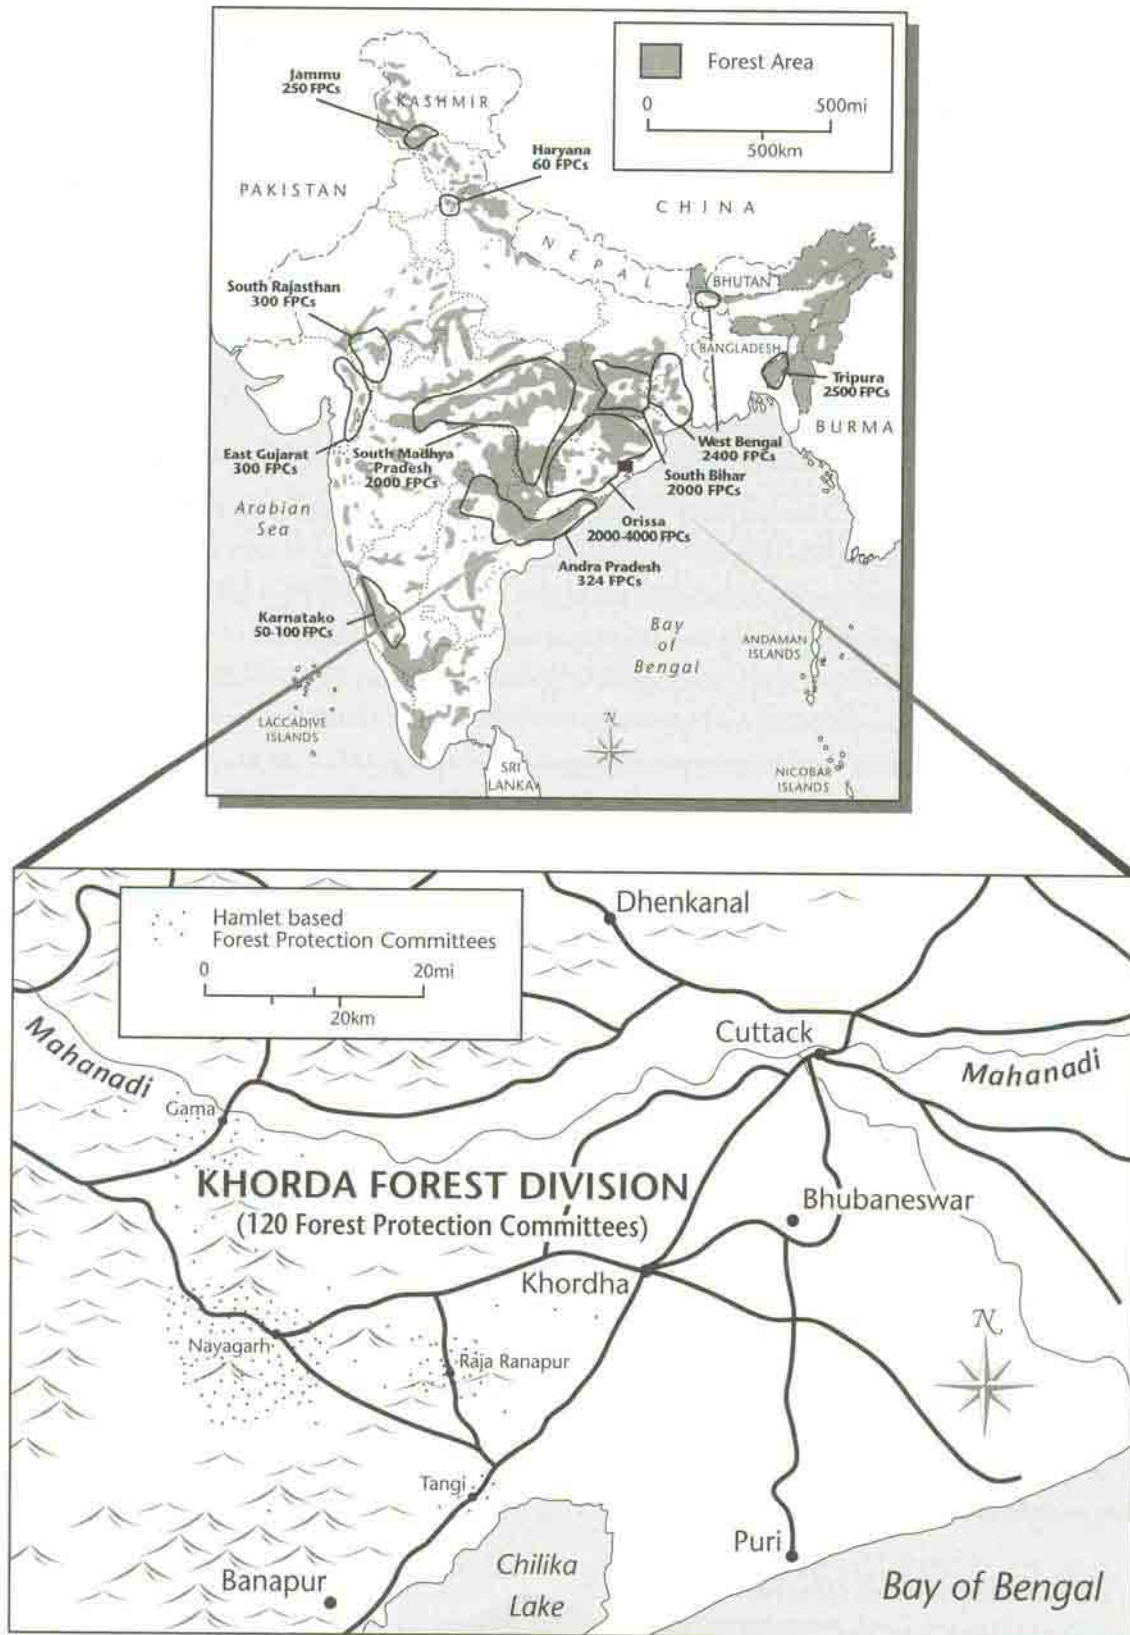 Forest Area
0 500mi
500km
Jammu
250 FPCs
KASHMIR
Haryana
60 FPCs
PAKISTAN
CHINA
NEPAL
BHUTAN
South Rajasthan
300 FPCs
BANGLADESH
Tripura
2500 FPCs
BURMA
West Bengal
2400 FPCs
East Gujarat
300 FPCs
South Madhya
Pradesh
2000 FPCs
South Bihar
2000 FPCs
Arabian
Sea
Orissa
2000-4000 FPCs
Andra Pradesh
324 FPCs
Karnatako
50-100 FPCs
Bay
of
Bengal
ANDAMAN
ISLANDS
LACCADIVE
ISLANDS
N
SRI
LANKA
NICOBAR
ISLANDS
Hamlet based
Forest Protection Committees
0 20mi
20km
Dhenkanal
Mahanadi
Cuttack
Mahanadi
Gama
KHORDA FOREST DIVISION
(120 Forest Protection Committees)
Bhubaneswar
Khordha
N
Nayagarh
Raja Ranapur
Tangi
Puri
Chilika
Lake
Banapur
Bay of Bengal